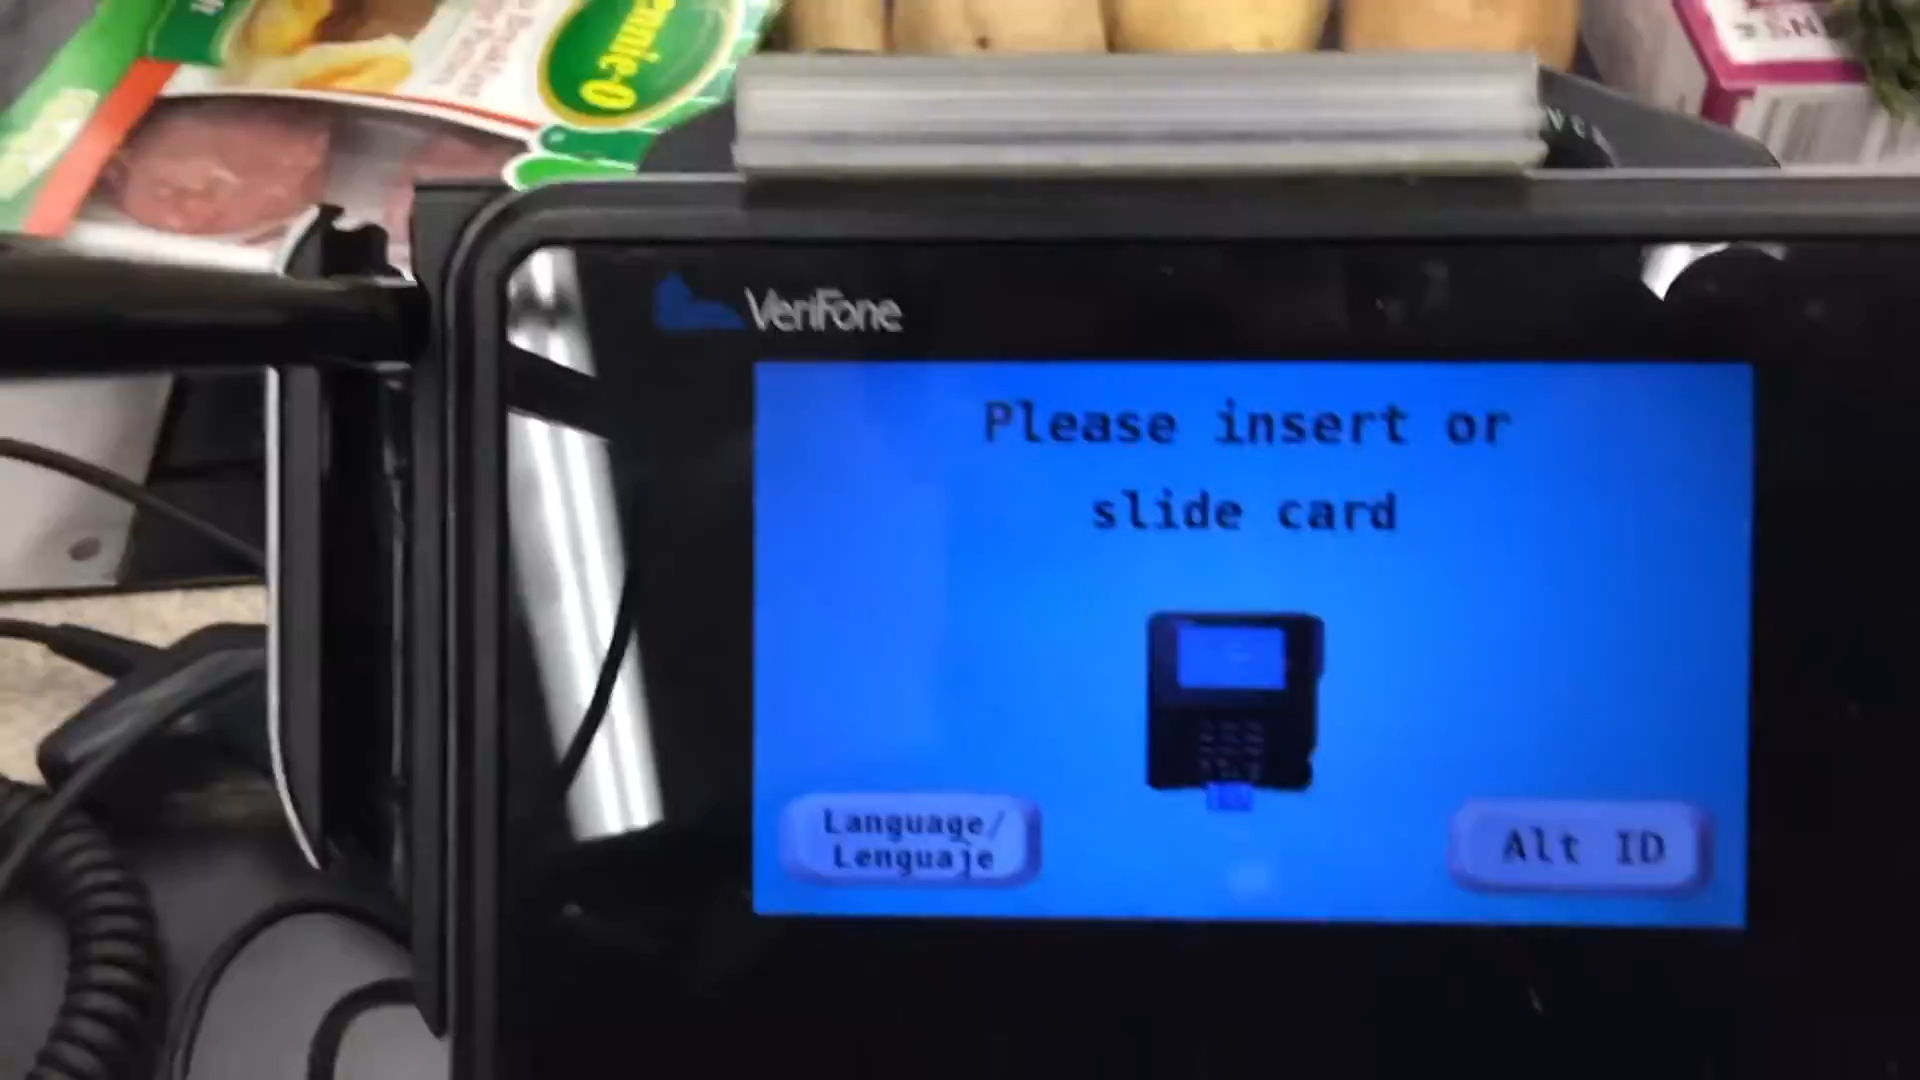 VeriFone
Please insert or
slide card
Language/
Lenguaje
Alt ID